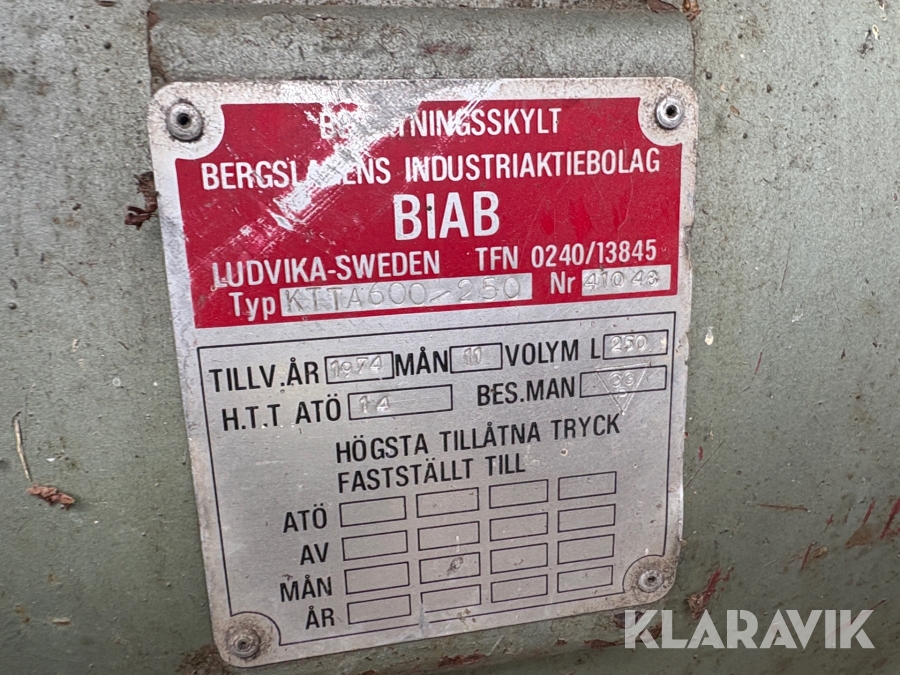 BERGSLAGENS INDUSTRIAKTIEBOLAG
BIAB
LUDVIKA-SWEDEN TFN 0240/13845
Typ KTTA600-250 Nr 41043
TILLV.ÅR 1974 MÅN 11 VOLYM L 250
H.T.T ATÖ 14 BES.MAN
HÖGSTA TILLÅTNA TRYCK
FASTSTÄLLT TILL
ATÖ
AV
MÅN
ÅR
KLARAVIK